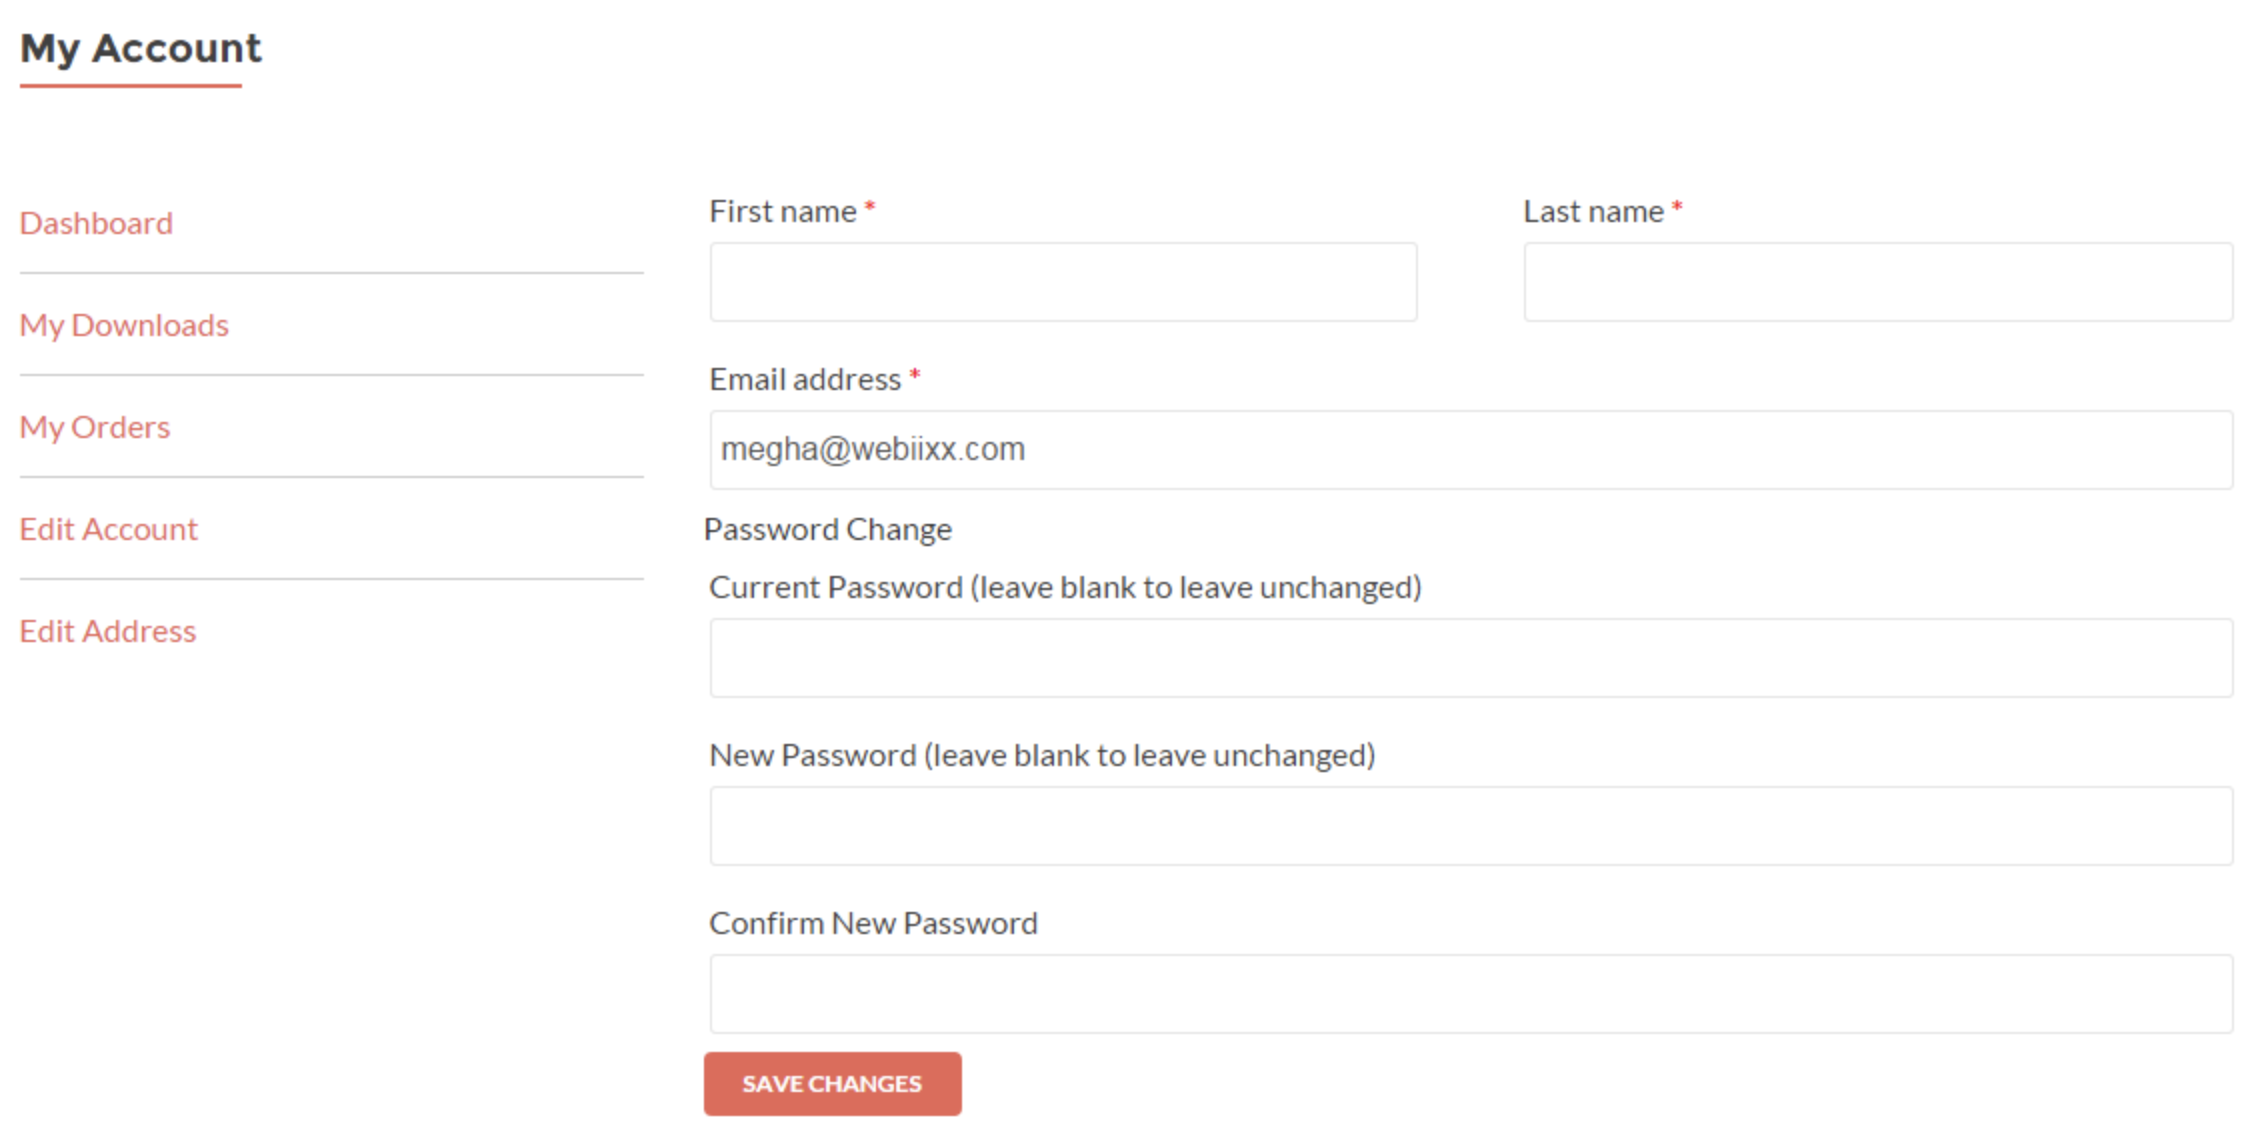 My Account
Dashboard
My Downloads
My Orders
Edit Account
Edit Address
First name *
Last name *
Email address *
megha@webiixx.com
Password Change
Current Password (leave blank to leave unchanged)
New Password (leave blank to leave unchanged)
Confirm New Password
SAVE CHANGES